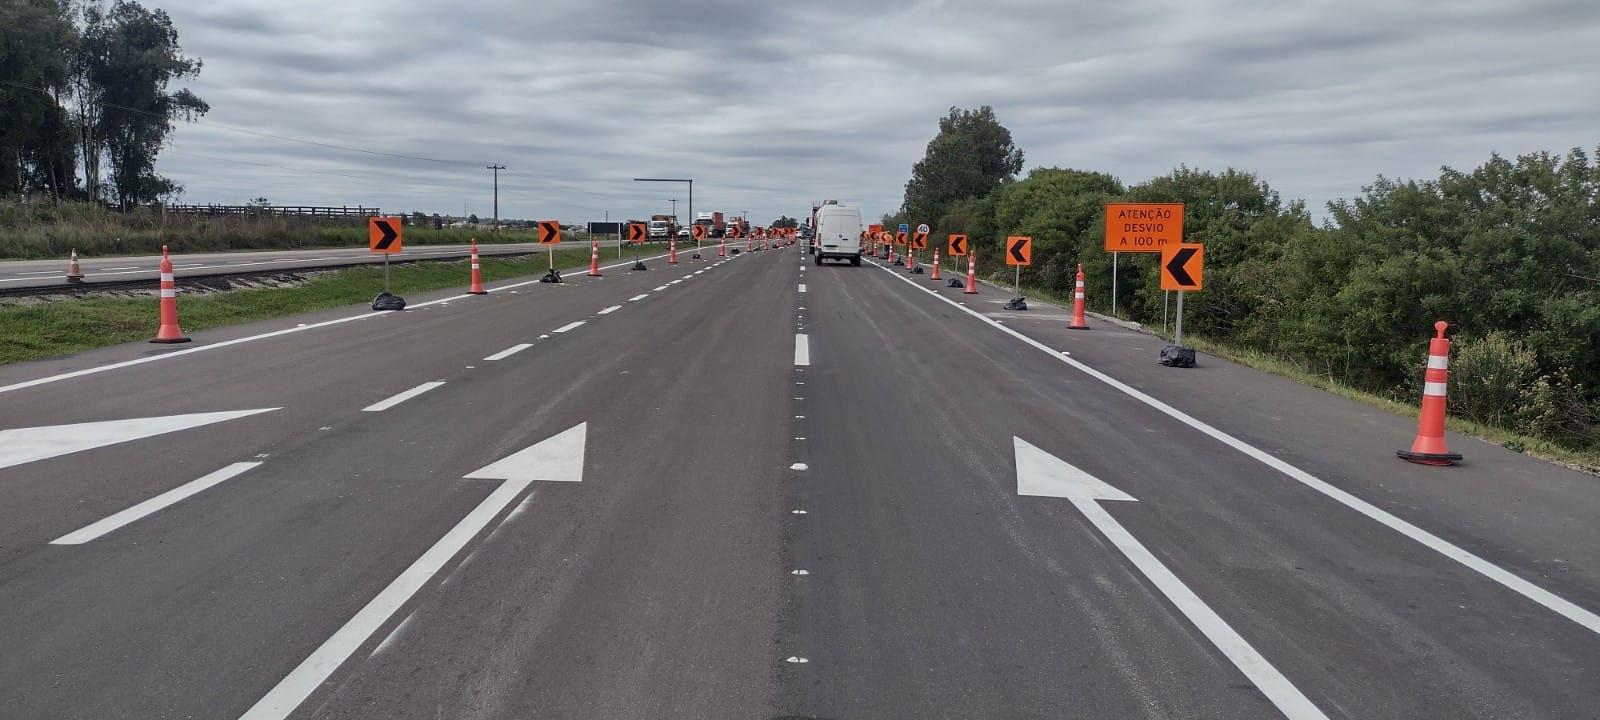 ATENÇÃO
DESVIO
A 100 m
40